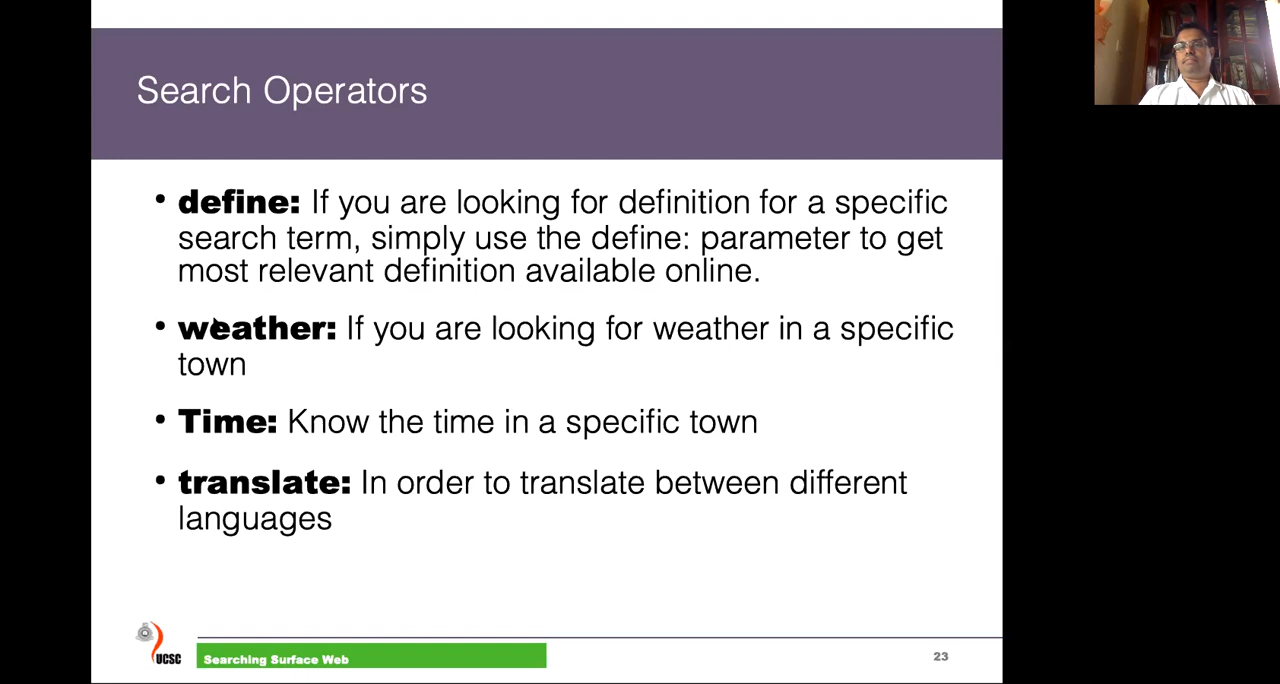 Search Operators
• define: If you are looking for definition for a specific
search term, simply use the define: parameter to get
most relevant definition available online.
• weather: If you are looking for weather in a specific
town
• Time: Know the time in a specific town
• translate: In order to translate between different
languages
UCSC
Searching Surface Web
23